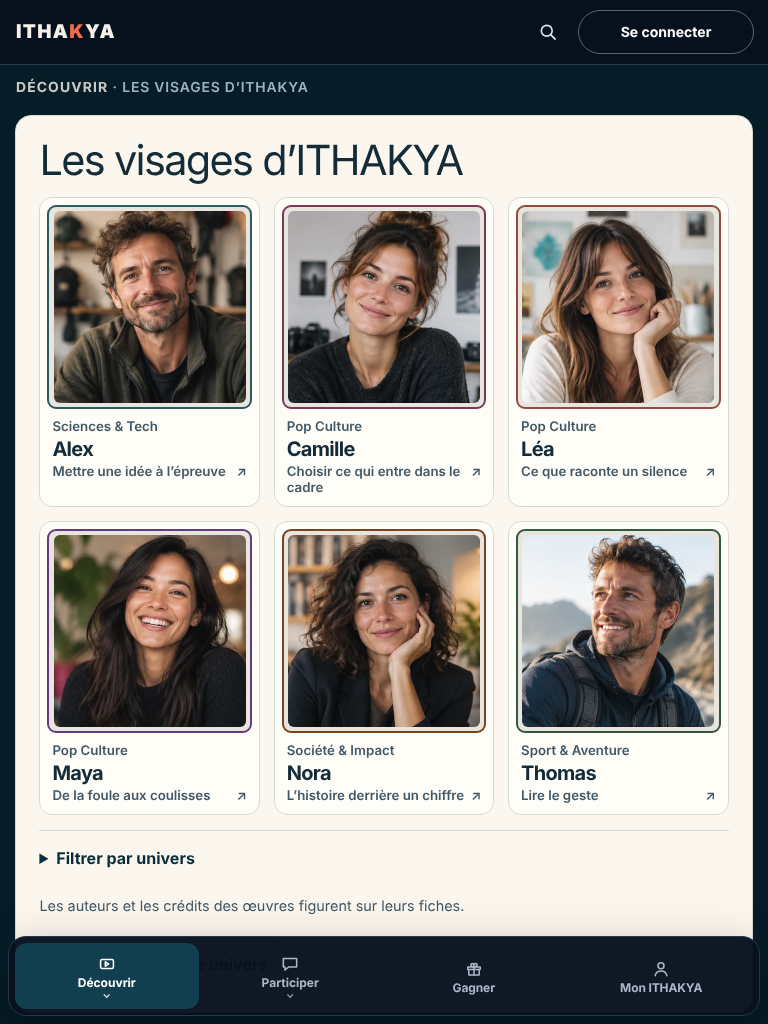 ITHAKYA
Se connecter
DÉCOUVRIR · LES VISAGES D’ITHAKYA
Les visages d’ITHAKYA
Sciences & Tech
Alex
Mettre une idée à l’épreuve
Pop Culture
Camille
Choisir ce qui entre dans le
cadre
Pop Culture
Léa
Ce que raconte un silence
Pop Culture
Maya
De la foule aux coulisses
Société & Impact
Nora
L’histoire derrière un chiffre
Sport & Aventure
Thomas
Lire le geste
Filtrer par univers
Les auteurs et les crédits des œuvres figurent sur leurs fiches.
univers
Découvrir
Participer
Gagner
Mon ITHAKYA